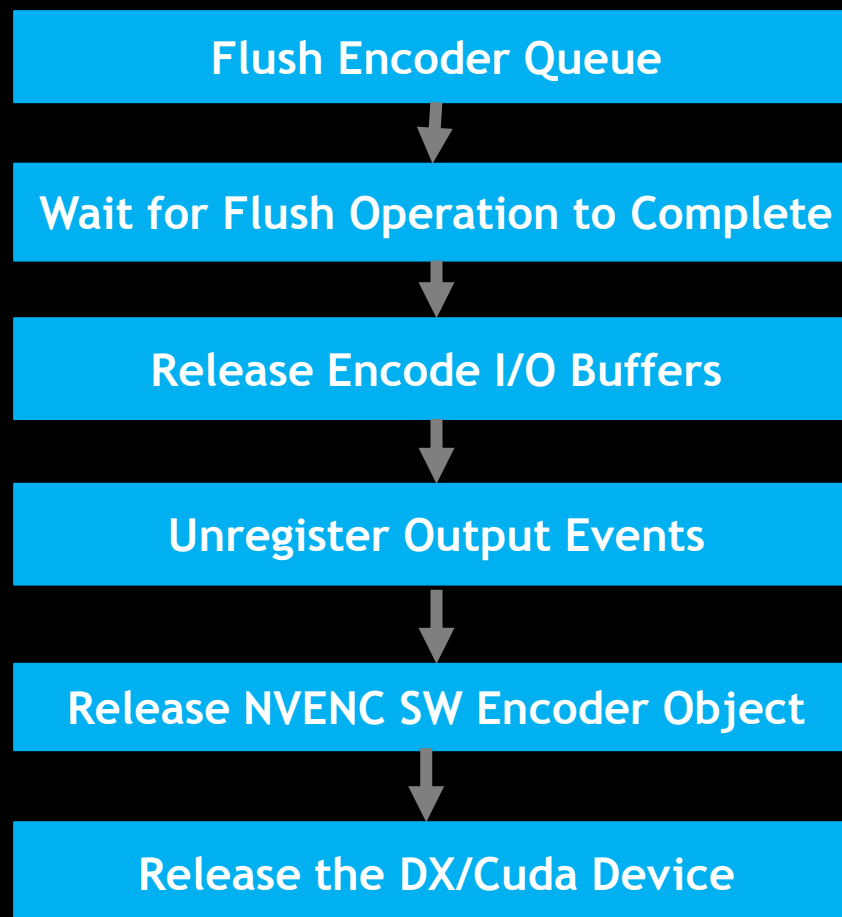 Flush Encoder Queue
Wait for Flush Operation to Complete
Release Encode I/O Buffers
Unregister Output Events
Release NVENC SW Encoder Object
Release the DX/Cuda Device